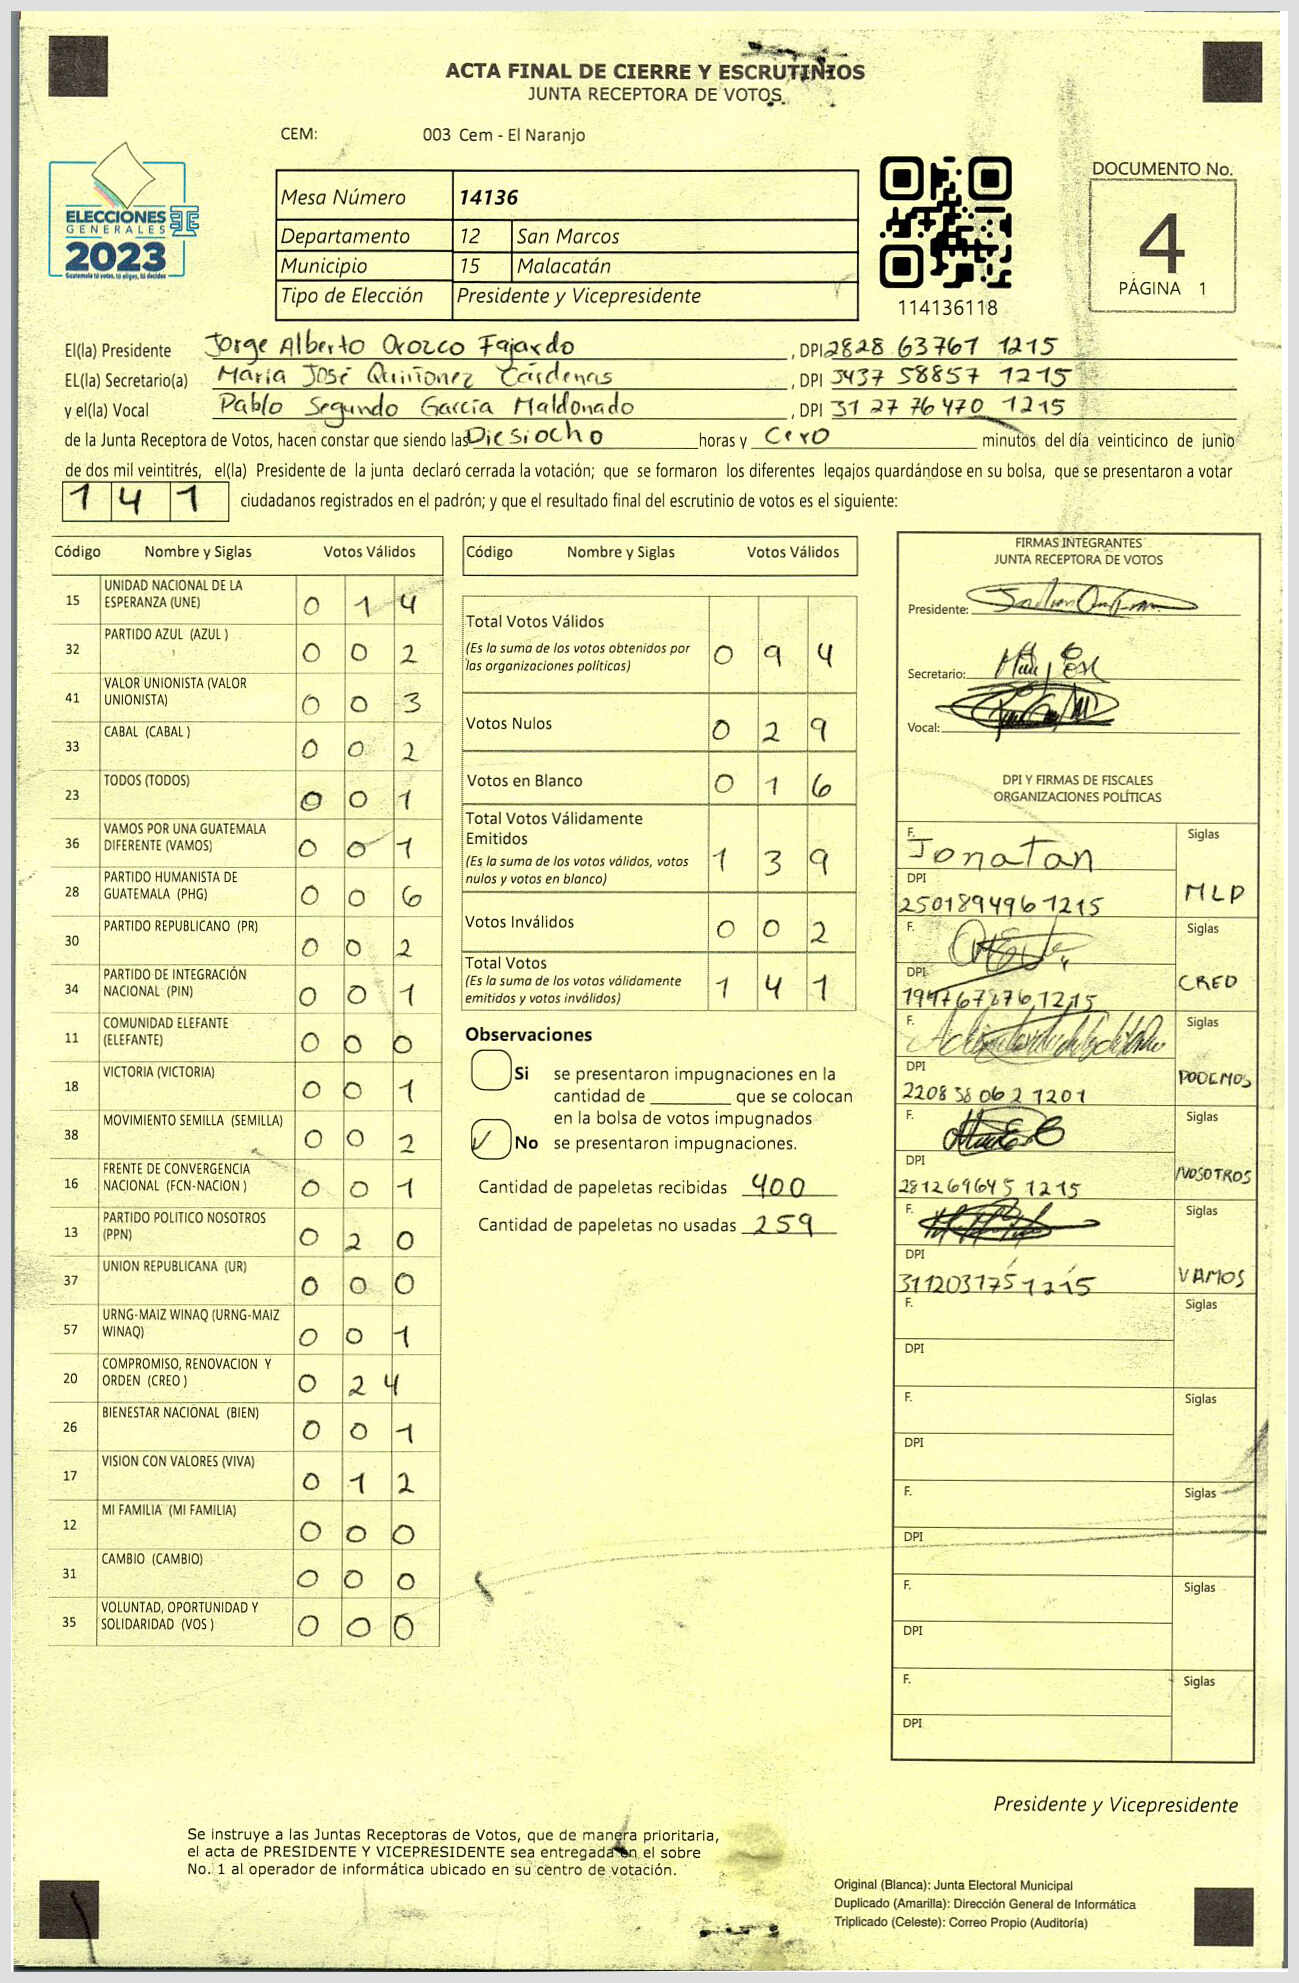 ACTA FINAL DE CIERRE Y ESCRUTINIOS
JUNTA RECEPTORA DE VOTOS
CEM: 003 Cem - El Naranjo
ELECCIONES
GENERALES
2023
Guatemala tú votas, tú eliges, tú decides
Mesa Número 14136
Departamento 12 San Marcos
Municipio 15 Malacatán
Tipo de Elección Presidente y Vicepresidente
114136118
DOCUMENTO No.
4
PÁGINA 1
El(la) Presidente Jorge Alberto Orozco Fajardo , DPI 2828 63761 1215
EL(la) Secretario(a) María José Quiñonez Cárdenas , DPI 3437 58857 1215
y el(la) Vocal Pablo Segundo García Maldonado , DPI 31 27 76 470 1215
de la Junta Receptora de Votos, hacen constar que siendo las Diesiocho horas y Cero minutos del día veinticinco de junio
de dos mil veintitrés, el(la) Presidente de la junta declaró cerrada la votación; que se formaron los diferentes legajos quardándose en su bolsa, que se presentaron a votar
1 4 1 ciudadanos registrados en el padrón; y que el resultado final del escrutinio de votos es el siguiente:
Código Nombre y Siglas Votos Válidos
15 UNIDAD NACIONAL DE LA
ESPERANZA (UNE) 0 1 4
32 PARTIDO AZUL (AZUL ) 0 0 2
41 VALOR UNIONISTA (VALOR
UNIONISTA) 0 0 3
33 CABAL (CABAL ) 0 0 2
23 TODOS (TODOS) 0 0 1
36 VAMOS POR UNA GUATEMALA
DIFERENTE (VAMOS) 0 0 1
28 PARTIDO HUMANISTA DE
GUATEMALA (PHG) 0 0 6
30 PARTIDO REPUBLICANO (PR) 0 0 2
34 PARTIDO DE INTEGRACIÓN
NACIONAL (PIN) 0 0 1
11 COMUNIDAD ELEFANTE
(ELEFANTE) 0 0 0
18 VICTORIA (VICTORIA) 0 0 1
38 MOVIMIENTO SEMILLA (SEMILLA) 0 0 2
16 FRENTE DE CONVERGENCIA
NACIONAL (FCN-NACION ) 0 0 1
13 PARTIDO POLITICO NOSOTROS
(PPN) 0 2 0
37 UNION REPUBLICANA (UR) 0 0 0
57 URNG-MAIZ WINAQ (URNG-MAIZ
WINAQ) 0 0 1
20 COMPROMISO, RENOVACION Y
ORDEN (CREO ) 0 2 4
26 BIENESTAR NACIONAL (BIEN) 0 0 1
17 VISION CON VALORES (VIVA) 0 1 2
12 MI FAMILIA (MI FAMILIA) 0 0 0
31 CAMBIO (CAMBIO) 0 0 0
35 VOLUNTAD, OPORTUNIDAD Y
SOLIDARIDAD (VOS ) 0 0 0
Código Nombre y Siglas Votos Válidos
Total Votos Válidos
(Es la suma de los votos obtenidos por
las organizaciones políticas) 0 9 4
Votos Nulos 0 2 9
Votos en Blanco 0 1 6
Total Votos Válidamente
Emitidos
(Es la suma de los votos válidos, votos
nulos y votos en blanco) 1 3 9
Votos Inválidos 0 0 2
Total Votos
(Es la suma de los votos válidamente
emitidos y votos inválidos) 1 4 1
Observaciones
Si se presentaron impugnaciones en la
cantidad de ________ que se colocan
en la bolsa de votos impugnados
✓ No se presentaron impugnaciones.
Cantidad de papeletas recibidas 400
Cantidad de papeletas no usadas 259
FIRMAS INTEGRANTES
JUNTA RECEPTORA DE VOTOS
Presidente:
Secretario:
Vocal:
DPI Y FIRMAS DE FISCALES
ORGANIZACIONES POLÍTICAS
F. Jonatan Siglas
DPI
250189496 1215 MLP
F. Siglas
DPI
194767876 1215 CREO
F. Siglas
DPI
2208 38 062 1201 PODEMOS
F. Siglas
DPI
281269645 1215 NOSOTROS
F. Siglas
DPI
311203175 1215 VAMOS
F. Siglas
DPI
F. Siglas
DPI
F. Siglas
DPI
F. Siglas
DPI
F. Siglas
DPI
Presidente y Vicepresidente
Se instruye a las Juntas Receptoras de Votos, que de manera prioritaria,
el acta de PRESIDENTE Y VICEPRESIDENTE sea entregada en el sobre
No. 1 al operador de informática ubicado en su centro de votación.
Original (Blanca): Junta Electoral Municipal
Duplicado (Amarilla): Dirección General de Informática
Triplicado (Celeste): Correo Propio (Auditoría)